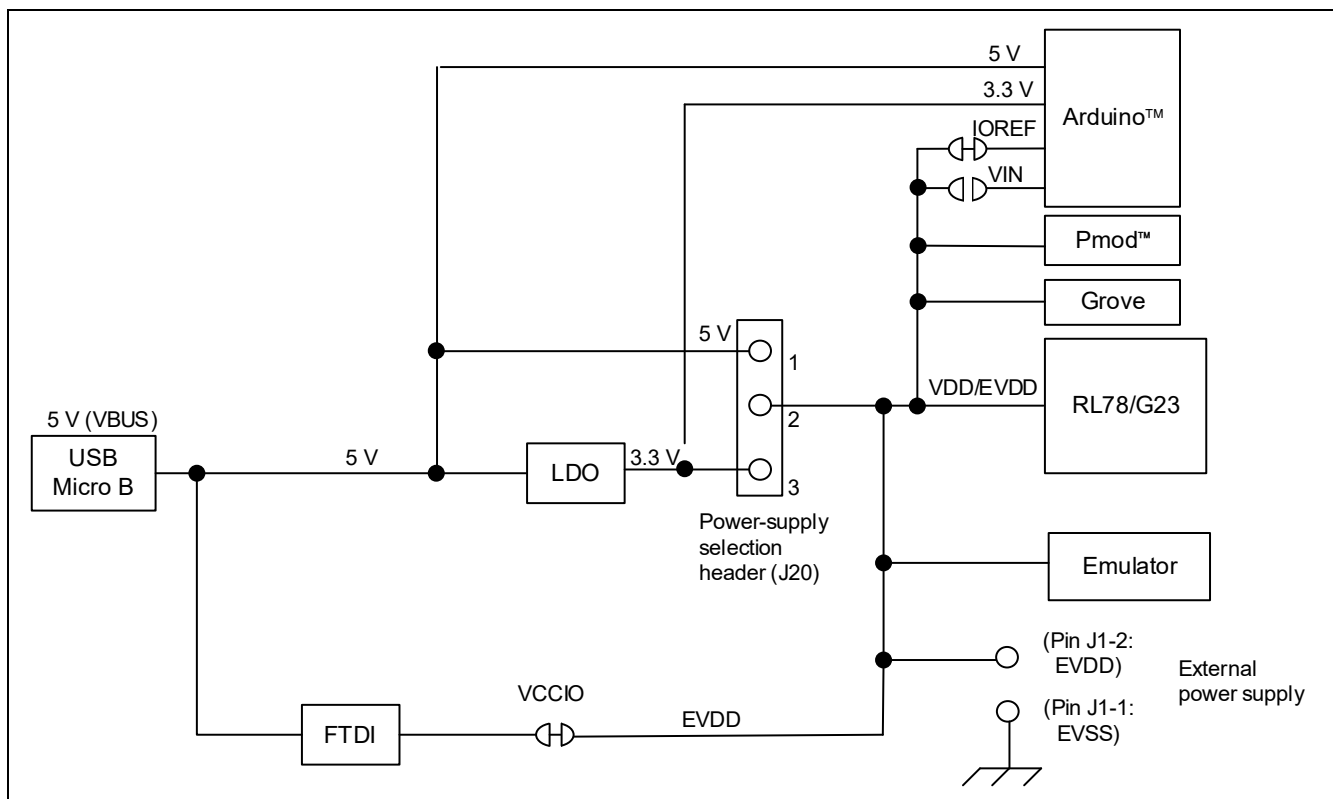 5 V
3.3 V
Arduino™
IOREF
VIN
Pmod™
Grove
5 V
1
VDD/EVDD
RL78/G23
2
5 V (VBUS)
USB
Micro B
5 V
LDO
3.3 V
3
Power-supply
selection
header (J20)
Emulator
(Pin J1-2:
EVDD)
External
power supply
(Pin J1-1:
EVSS)
VCCIO
EVDD
FTDI